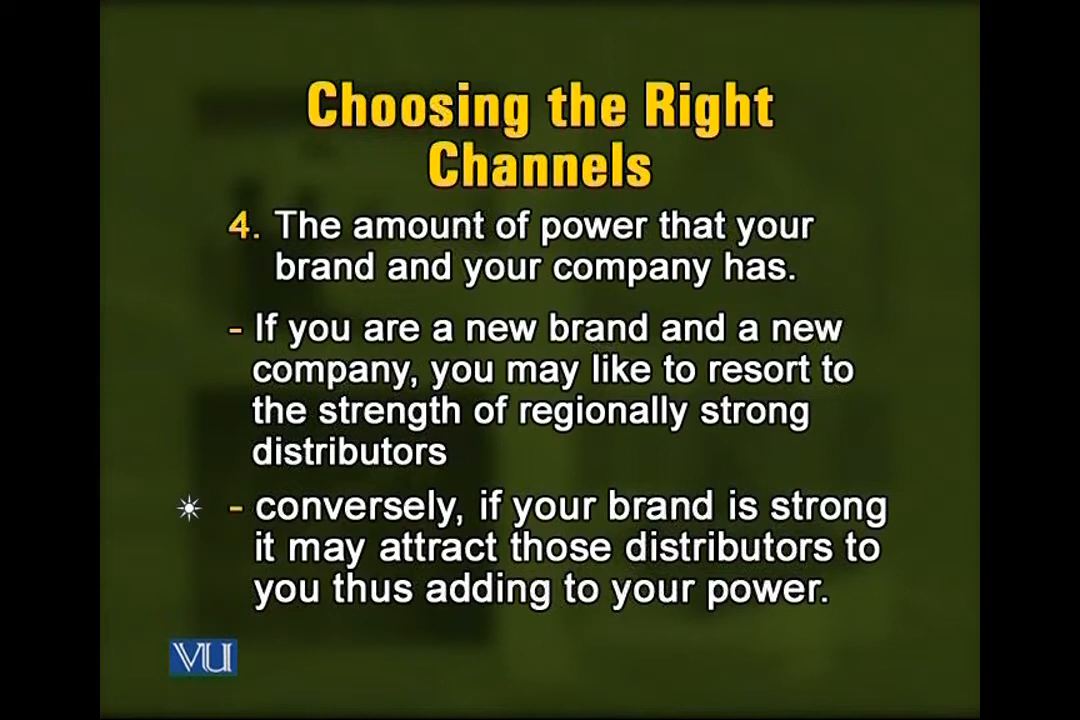 Choosing the Right
Channels
4. The amount of power that your
brand and your company has.
- If you are a new brand and a new
company, you may like to resort to
the strength of regionally strong
distributors
- conversely, if your brand is strong
it may attract those distributors to
you thus adding to your power.
VU